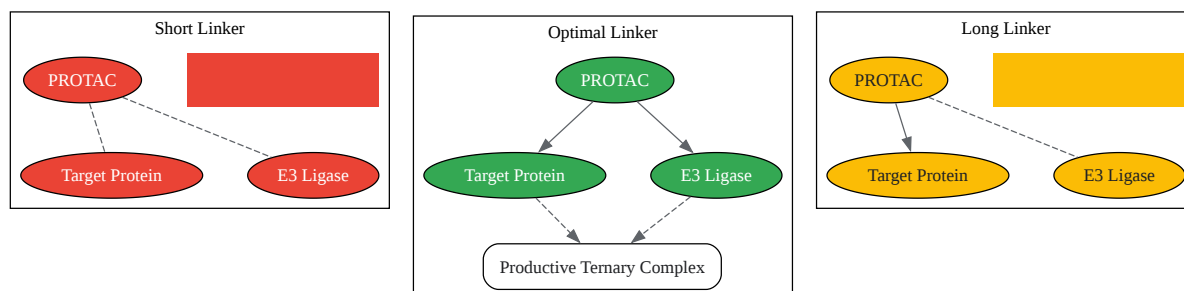 Short Linker
PROTAC
Target Protein
E3 Ligase
Optimal Linker
PROTAC
Target Protein
E3 Ligase
Productive Ternary Complex
Long Linker
PROTAC
Target Protein
E3 Ligase